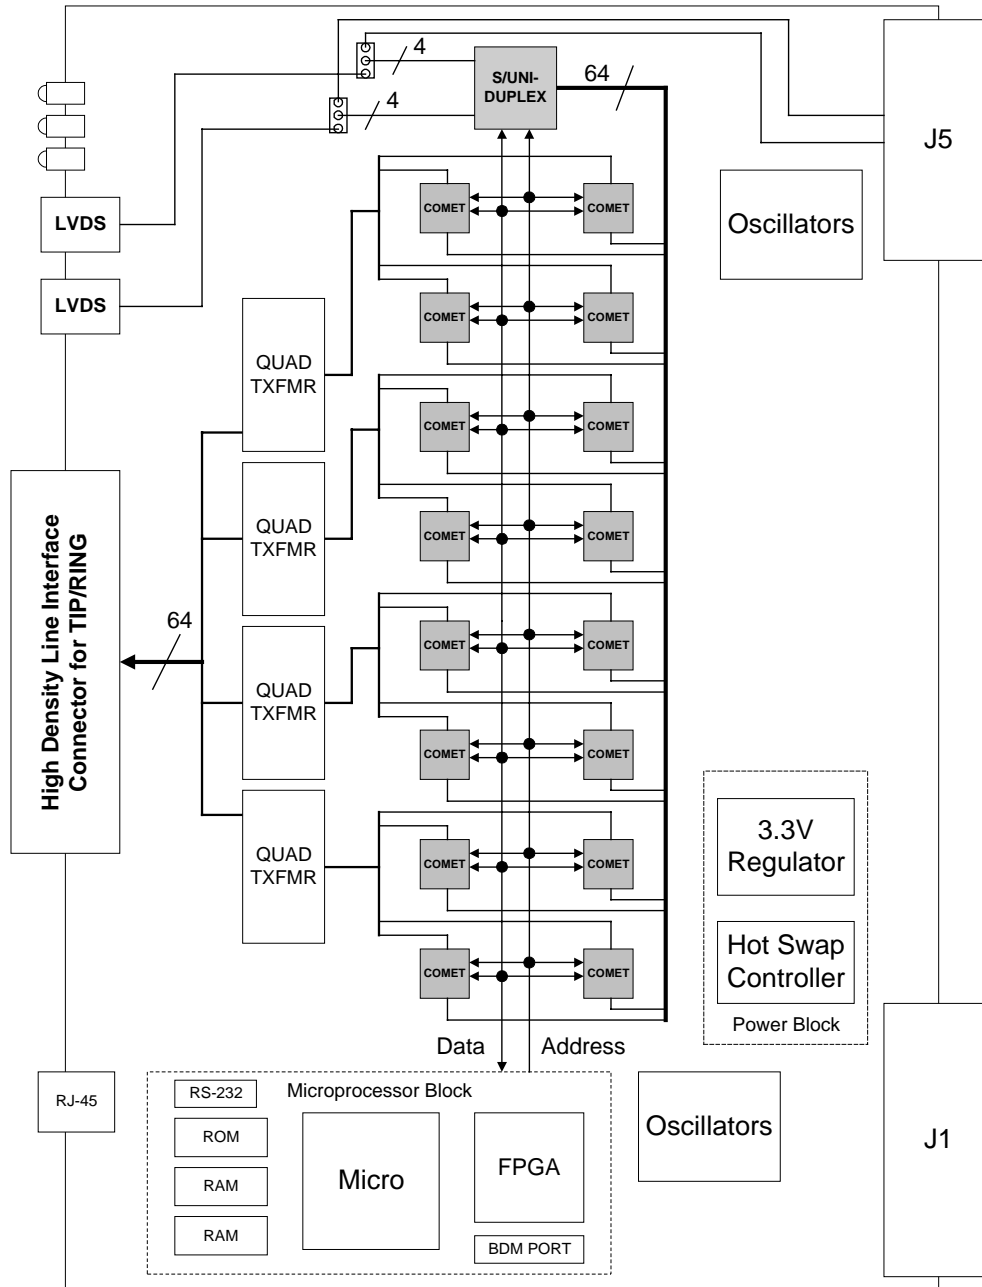 4
S/UNI-
DUPLEX
64
4
J5
LVDS
COMET
COMET
Oscillators
LVDS
COMET
COMET
QUAD
TXFMR
COMET
COMET
QUAD
TXFMR
COMET
COMET
High Density Line Interface
Connector for TIP/RING
64
COMET
COMET
QUAD
TXFMR
COMET
COMET
3.3V
Regulator
QUAD
TXFMR
COMET
COMET
Hot Swap
Controller
COMET
COMET
Power Block
Data
Address
RJ-45
RS-232
Microprocessor Block
ROM
Micro
FPGA
Oscillators
J1
RAM
RAM
BDM PORT